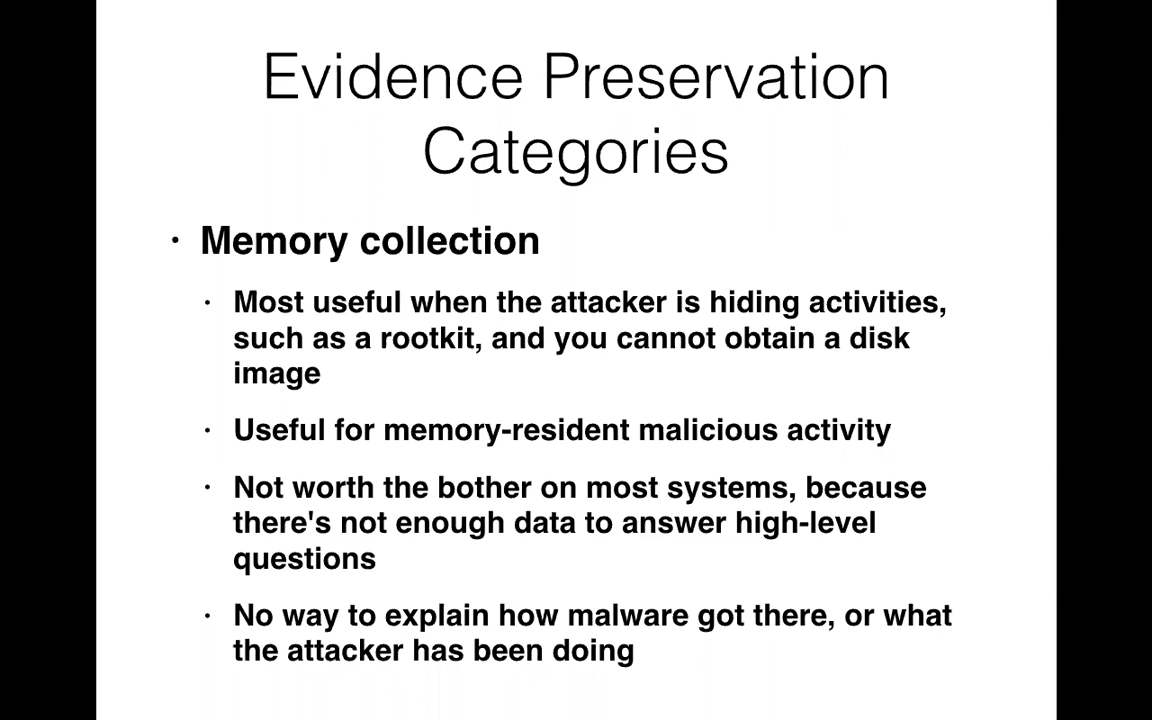 Evidence Preservation
Categories
• Memory collection
• Most useful when the attacker is hiding activities,
such as a rootkit, and you cannot obtain a disk
image
• Useful for memory-resident malicious activity
• Not worth the bother on most systems, because
there's not enough data to answer high-level
questions
• No way to explain how malware got there, or what
the attacker has been doing